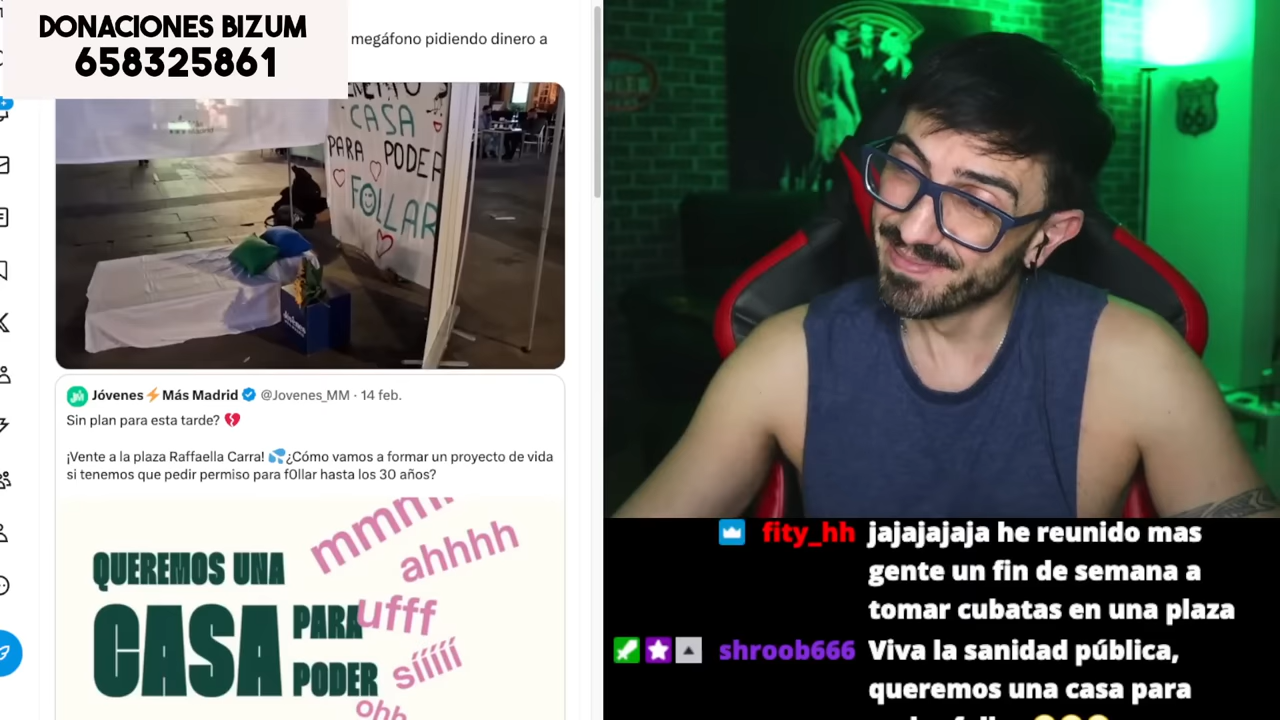 DONACIONES BIZUM
658325861
megáfono pidiendo dinero a
CASA
PARA PODER
FOLLAR
Jóvenes⚡Más Madrid @Jovenes_MM · 14 feb.
Sin plan para esta tarde? 💔
¡Vente a la plaza Raffaella Carra! 💦¿Cómo vamos a formar un proyecto de vida
si tenemos que pedir permiso para f0llar hasta los 30 años?
QUEREMOS UNA
CASA PARA
PODER
ahhhh
ufff
síííííí
ohh
fity_hh jajajajaja he reunido mas
gente un fin de semana a
tomar cubatas en una plaza
shroob666 Viva la sanidad pública,
queremos una casa para